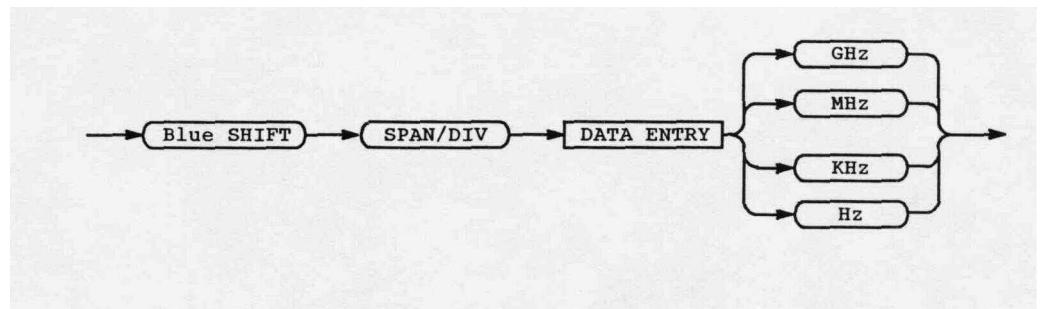 GHz
MHz
Blue SHIFT SPAN/DIV DATA ENTRY
KHz
Hz